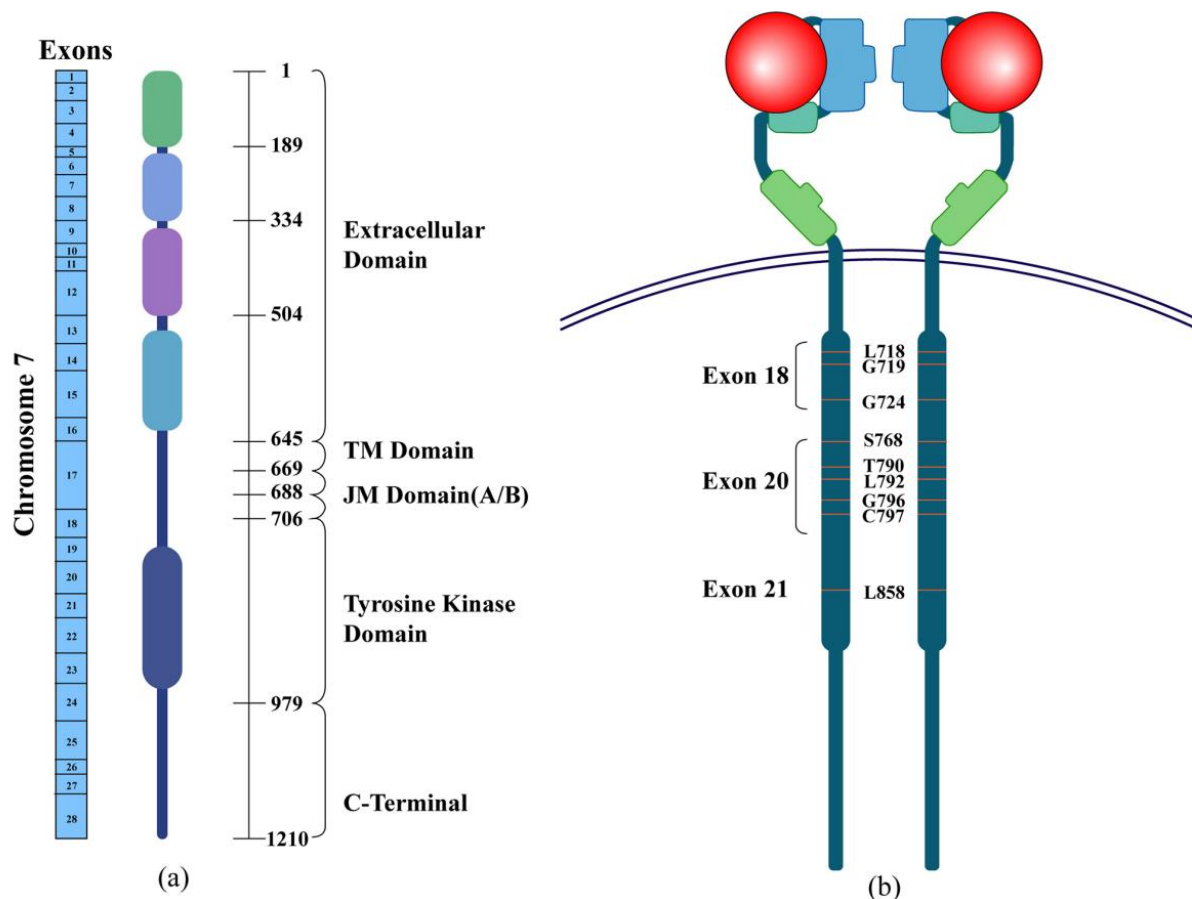 Exons
Chromosome 7
1
2
3
4
5
6
7
8
9
10
11
12
13
14
15
16
17
18
19
20
21
22
23
24
25
26
27
28
1
189
334
504
645
669
688
706
979
1210
Extracellular
Domain
TM Domain
JM Domain(A/B)
Tyrosine Kinase
Domain
C-Terminal
(a)
Exon 18
L718
G719
G724
Exon 20
S768
T790
L792
G796
C797
Exon 21
L858
(b)